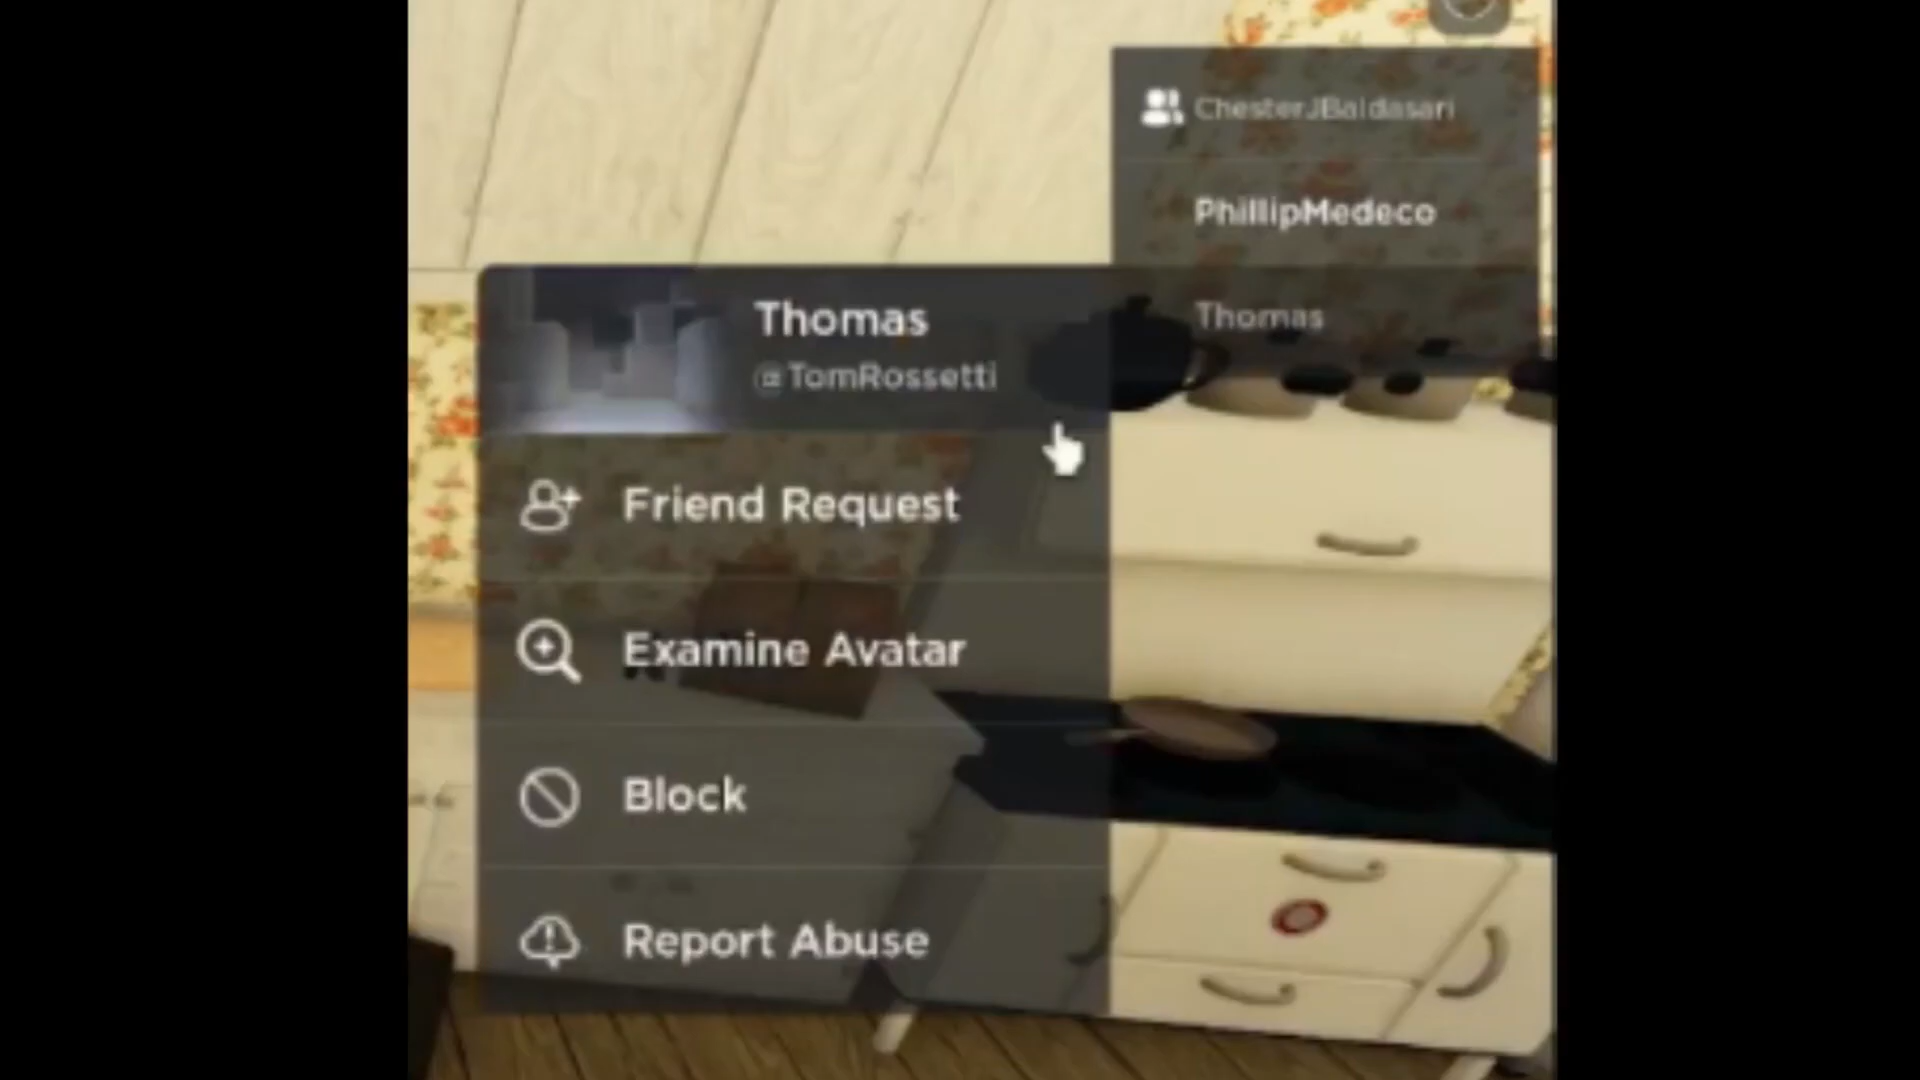 ChesterJBaldasari
PhillipMedeco
Thomas
Thomas
@TomRossetti
Friend Request
Examine Avatar
Block
Report Abuse